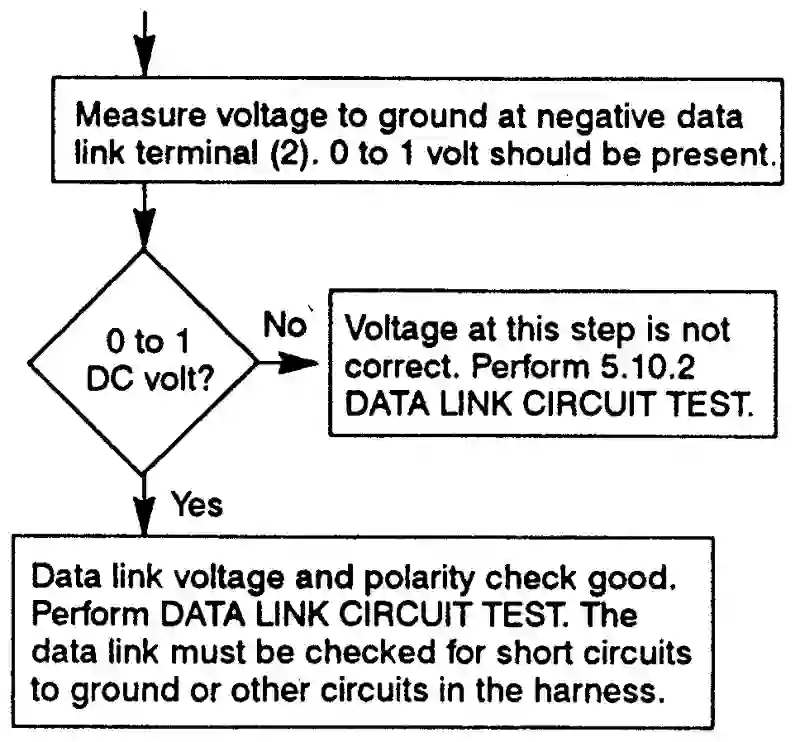 Measure voltage to ground at negative data
link terminal (2). 0 to 1 volt should be present.
0 to 1
DC volt?
No
Voltage at this step is not
correct. Perform 5.10.2
DATA LINK CIRCUIT TEST.
Yes
Data link voltage and polarity check good.
Perform DATA LINK CIRCUIT TEST. The
data link must be checked for short circuits
to ground or other circuits in the harness.